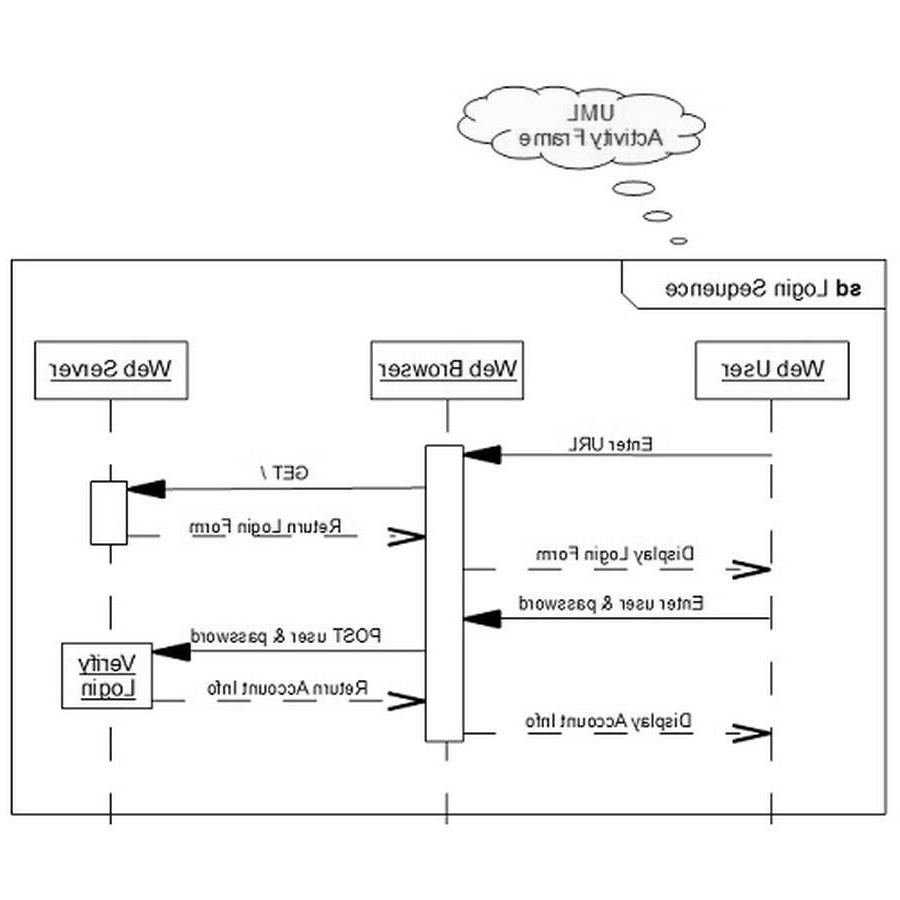 UML
Activity Frame
sd Login Sequence
Web User
Web Browser
Web Server
Enter URL
GET /
Return Login Form
Display Login Form
Enter user & password
POST user & password
Verify
Login
Return Account Info
Display Account Info